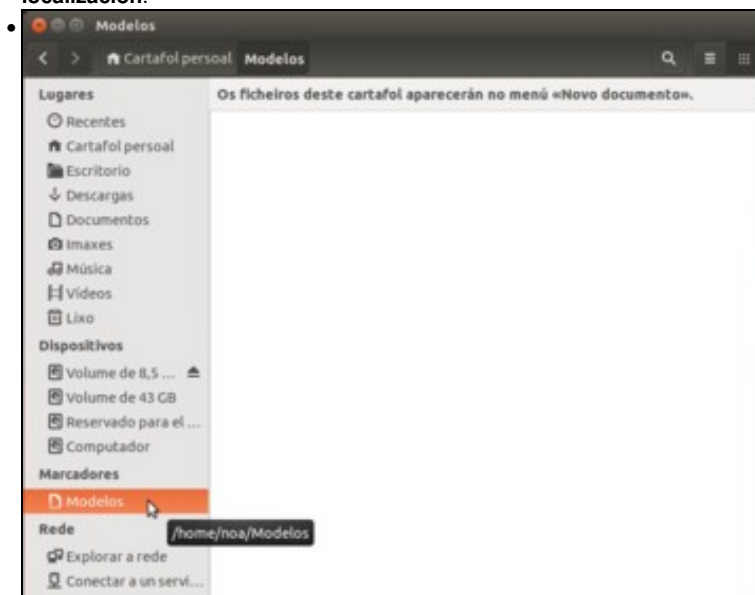 localización.
Modelos
Cartafol persoal Modelos
Lugares
Os ficheiros deste cartafol aparecerán no menú «Novo documento».
Recentes
Cartafol persoal
Escritorio
Descargas
Documentos
Imaxes
Música
Vídeos
Lixo
Dispositivos
Volume de 8,5 ...
Volume de 43 GB
Reservado para el ...
Computador
Marcadores
Modelos
/home/noa/Modelos
Rede
Explorar a rede
Conectar a un servi...